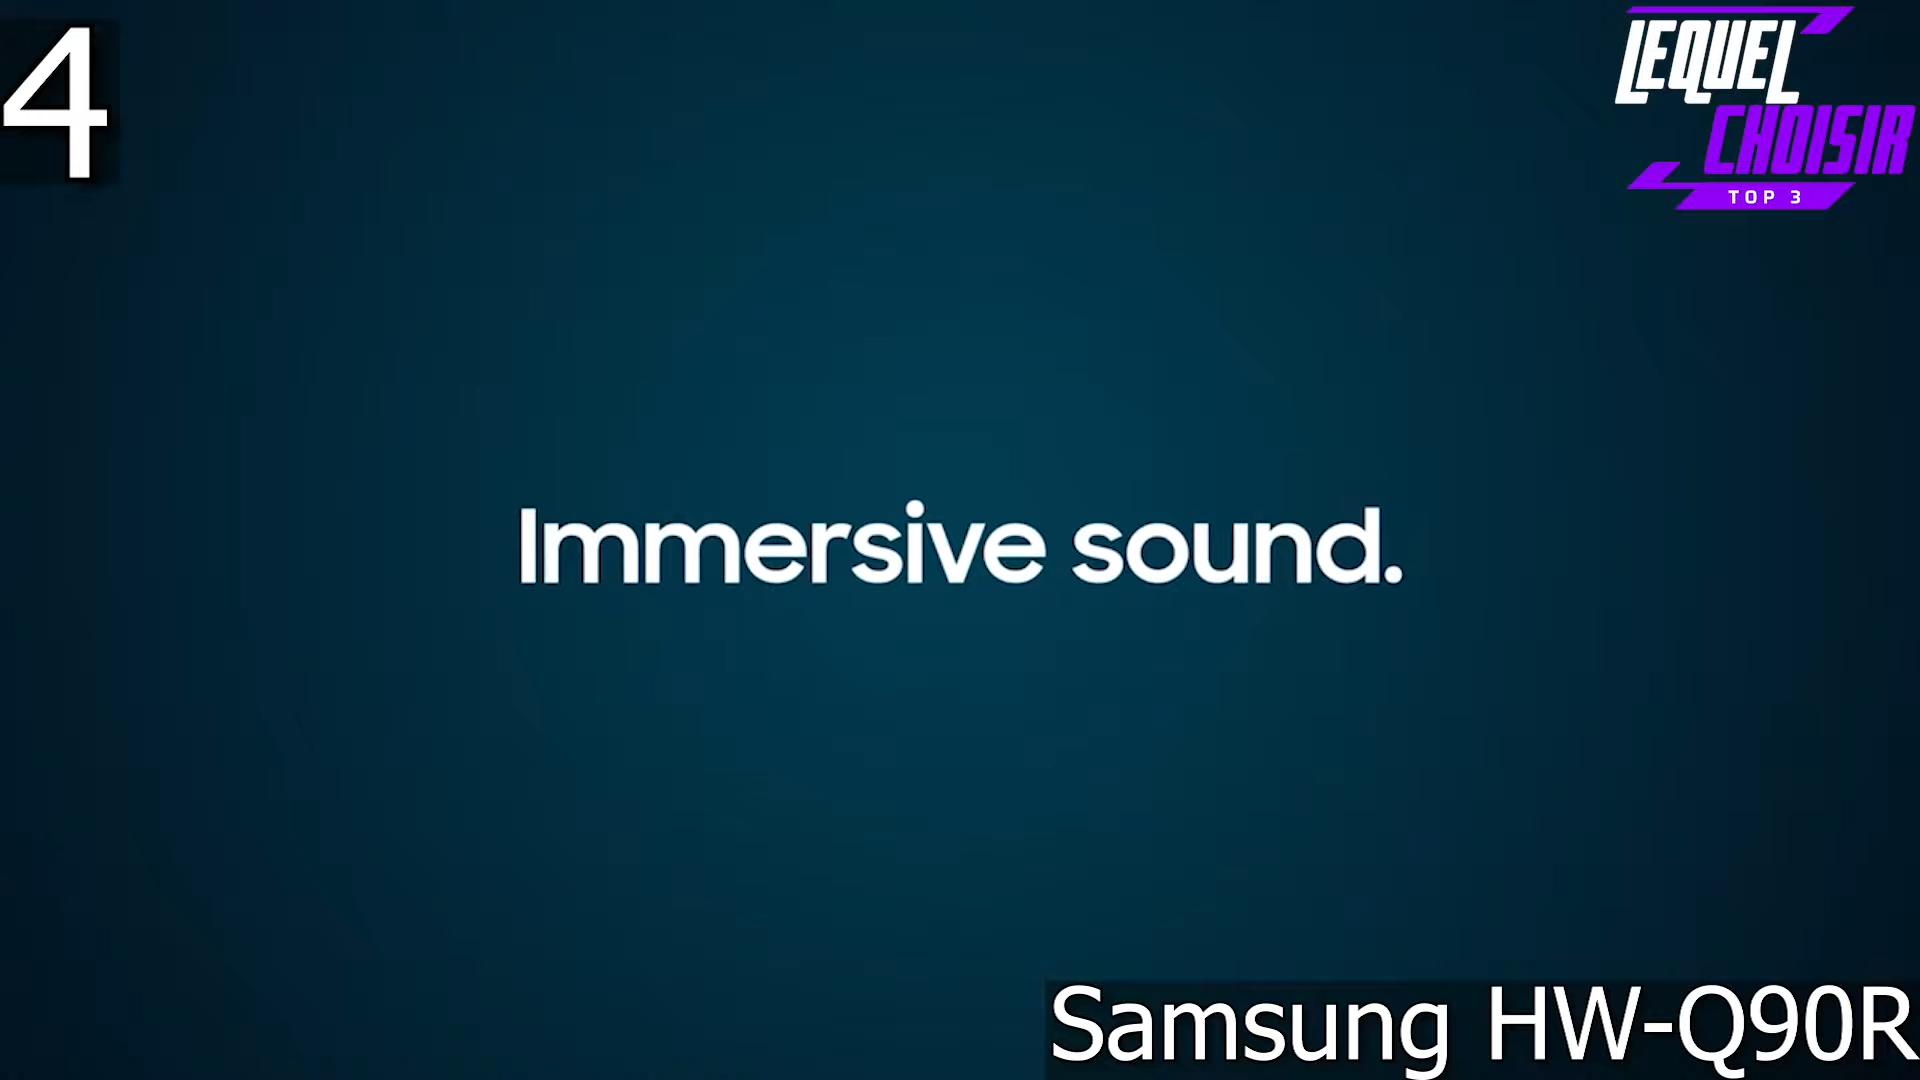 4
LEQUEL
CHOISIR
TOP 3
Immersive sound.
Samsung HW-Q90R